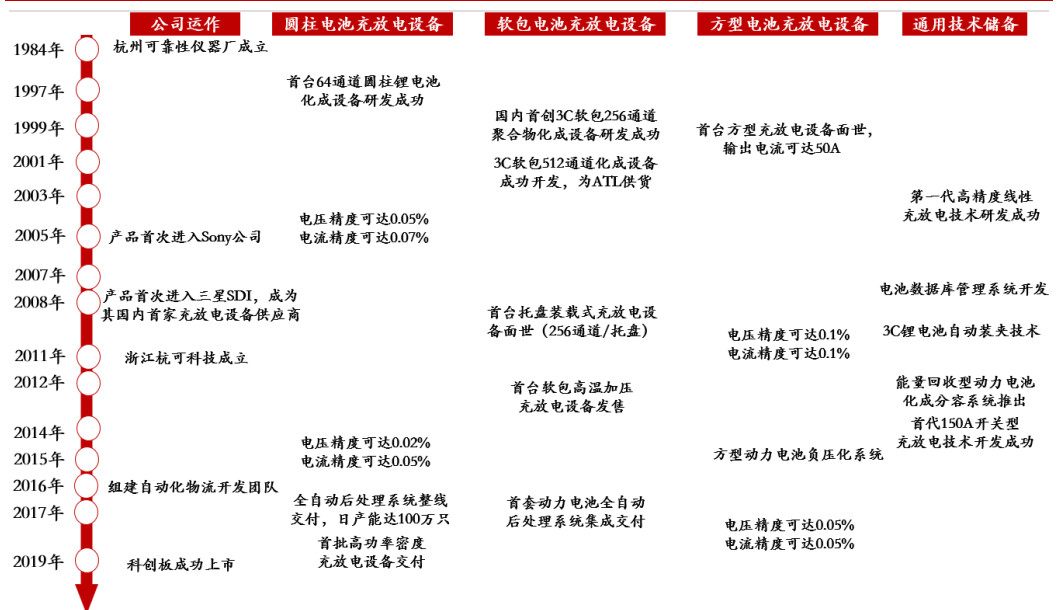 公司运作 圆柱电池充放电设备 软包电池充放电设备 方型电池充放电设备 通用技术储备
1984年 杭州可靠性仪器厂成立
1997年 首台64通道圆柱锂电池
化成设备研发成功
1999年 国内首创3C软包256通道
聚合物化成设备研发成功
首台方型充放电设备面世，
输出电流可达50A
2001年 3C软包512通道化成设备
成功开发，为ATL供货
2003年 第一代高精度线性
充放电技术研发成功
2005年 产品首次进入Sony公司
电压精度可达0.05%
电流精度可达0.07%
2007年 电池数据库管理系统开发
2008年 产品首次进入三星SDI，成为
其国内首家充放电设备供应商
首台托盘装载式充放电设
备面世（256通道/托盘）
电压精度可达0.1%
电流精度可达0.1%
3C锂电池自动装夹技术
2011年 浙江杭可科技成立
2012年 首台软包高温加压
充放电设备发售
能量回收型动力电池
化成分容系统推出
2014年 首代150A开关型
充放电技术开发成功
电压精度可达0.02%
电流精度可达0.05%
2015年 方型动力电池负压化系统
2016年 组建自动化物流开发团队
2017年 全自动后处理系统整线
交付，日产能达100万只
首套动力电池全自动
后处理系统集成交付
电压精度可达0.05%
电流精度可达0.05%
2019年 科创板成功上市
首批高功率密度
充放电设备交付